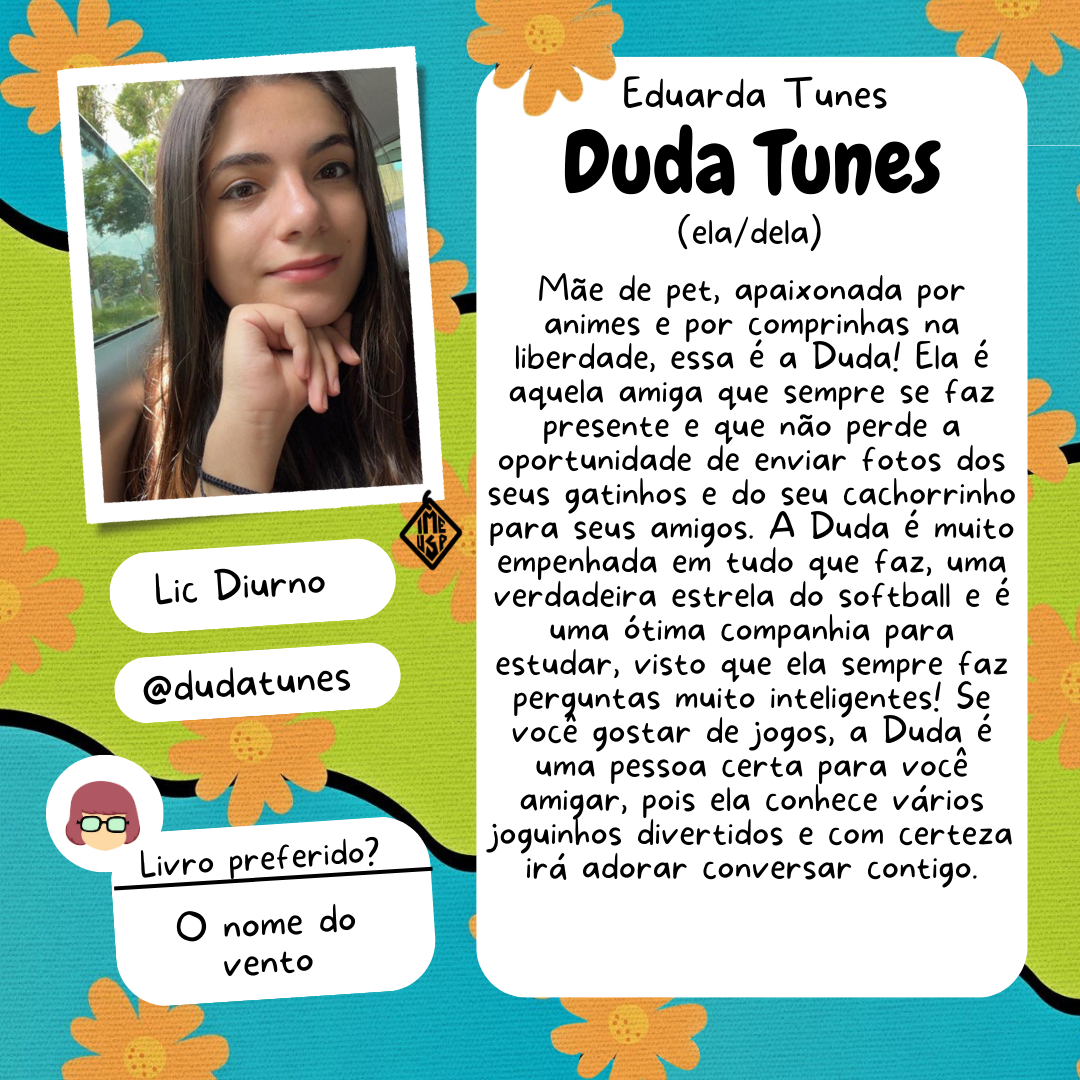 Eduarda Tunes
Duda Tunes
(ela/dela)
Mãe de pet, apaixonada por
animes e por comprinhas na
liberdade, essa é a Duda! Ela é
aquela amiga que sempre se faz
presente e que não perde a
oportunidade de enviar fotos dos
seus gatinhos e do seu cachorrinho
para seus amigos. A Duda é muito
empenhada em tudo que faz, uma
verdadeira estrela do softball e é
uma ótima companhia para
estudar, visto que ela sempre faz
perguntas muito inteligentes! Se
você gostar de jogos, a Duda é
uma pessoa certa para você
amigar, pois ela conhece vários
joguinhos divertidos e com certeza
irá adorar conversar contigo.
IME
USP
Lic Diurno
@dudatunes
Livro preferido?
O nome do
vento